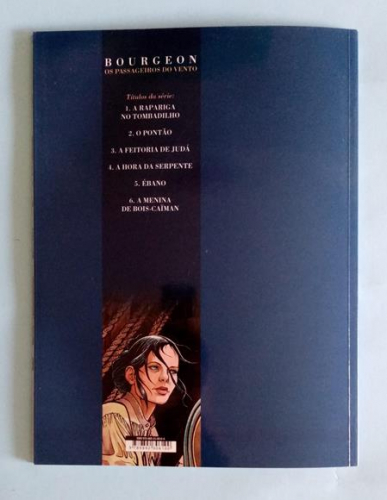 BOURGEON
OS PASSAGEIROS DO VENTO
Títulos da série:
1. A RAPARIGA
NO TOMBADILHO
2. O PONTÃO
3. A FEITORIA DE JUDÁ
4. A HORA DA SERPENTE
5. ÉBANO
6. A MENINA
DE BOIS-CAÏMAN